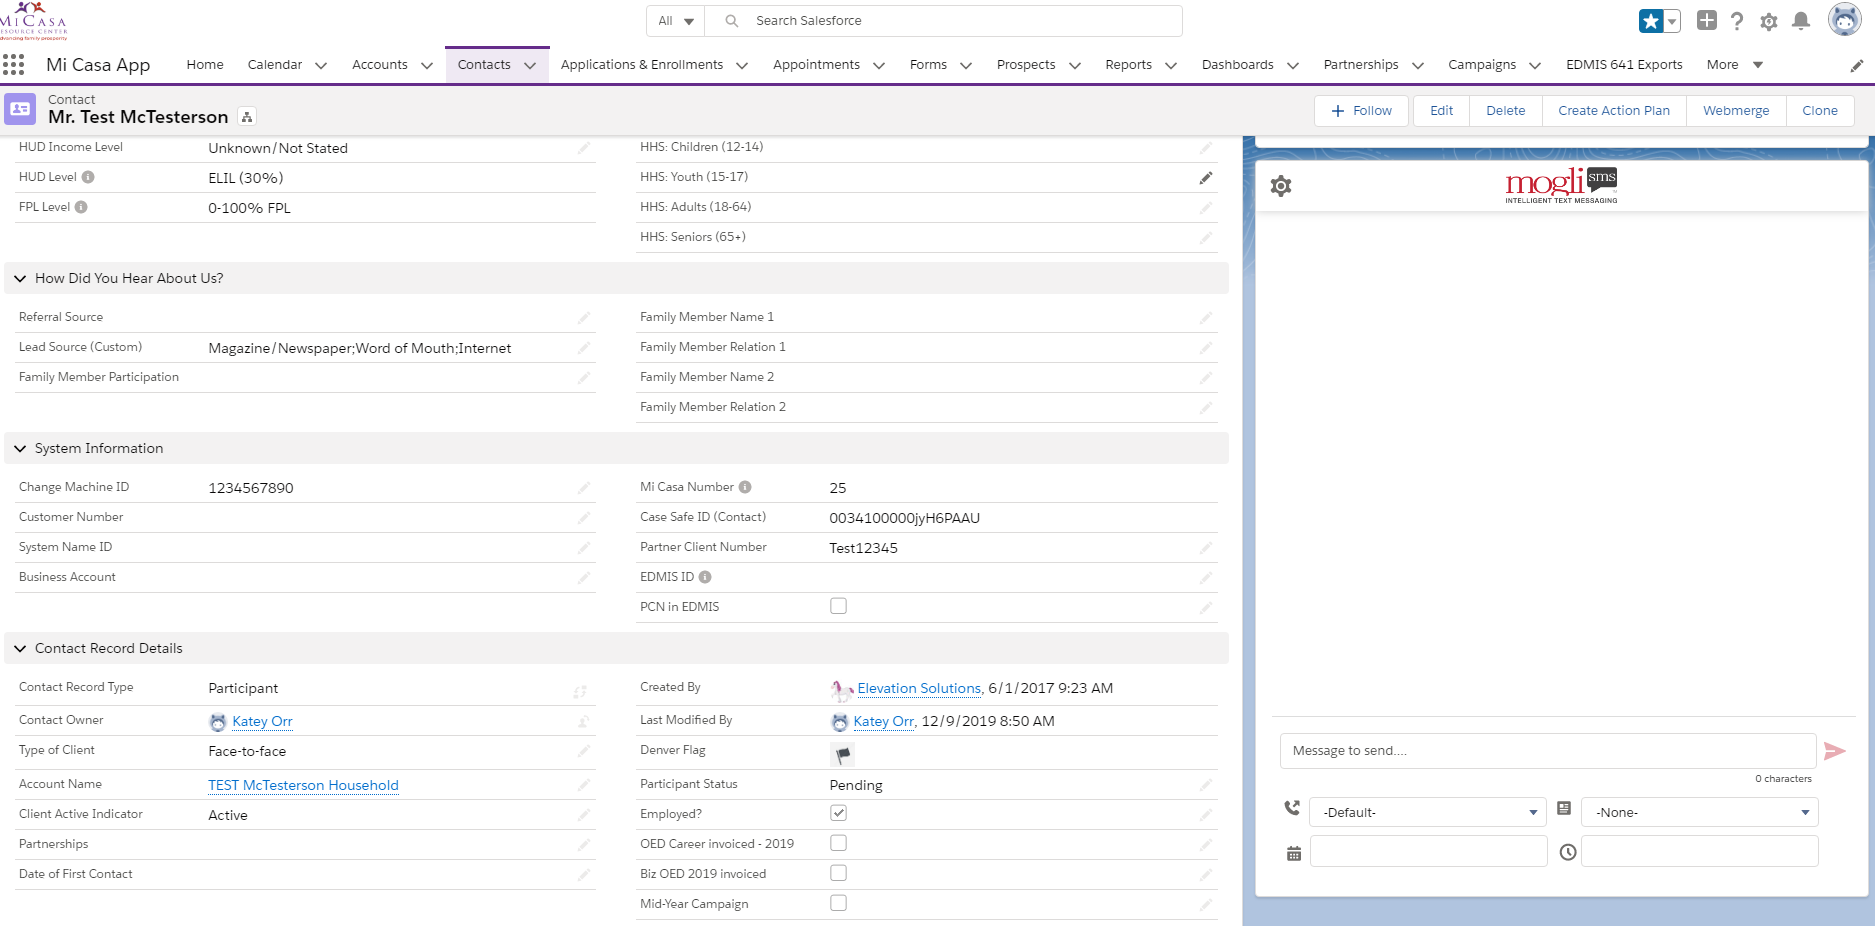 MI CASA
RESOURCE CENTER
advancing family prosperity
All
Search Salesforce
Mi Casa App
Home
Calendar
Accounts
Contacts
Applications & Enrollments
Appointments
Forms
Prospects
Reports
Dashboards
Partnerships
Campaigns
EDMIS 641 Exports
More
Contact
Mr. Test McTesterson
Follow
Edit
Delete
Create Action Plan
Webmerge
Clone
HUD Income Level Unknown/Not Stated
HUD Level ELIL (30%)
FPL Level 0-100% FPL
HHS: Children (12-14)
HHS: Youth (15-17)
HHS: Adults (18-64)
HHS: Seniors (65+)
How Did You Hear About Us?
Referral Source
Lead Source (Custom) Magazine/Newspaper;Word of Mouth;Internet
Family Member Participation
Family Member Name 1
Family Member Relation 1
Family Member Name 2
Family Member Relation 2
System Information
Change Machine ID 1234567890
Customer Number
System Name ID
Business Account
Mi Casa Number 25
Case Safe ID (Contact) 0034100000jyH6PAAU
Partner Client Number Test12345
EDMIS ID
PCN in EDMIS
Contact Record Details
Contact Record Type Participant
Contact Owner Katey Orr
Type of Client Face-to-face
Account Name TEST McTesterson Household
Client Active Indicator Active
Partnerships
Date of First Contact
Created By Elevation Solutions, 6/1/2017 9:23 AM
Last Modified By Katey Orr, 12/9/2019 8:50 AM
Denver Flag
Participant Status Pending
Employed?
OED Career invoiced - 2019
Biz OED 2019 invoiced
Mid-Year Campaign
mogli sms
INTELLIGENT TEXT MESSAGING
Message to send....
0 characters
-Default-
-None-